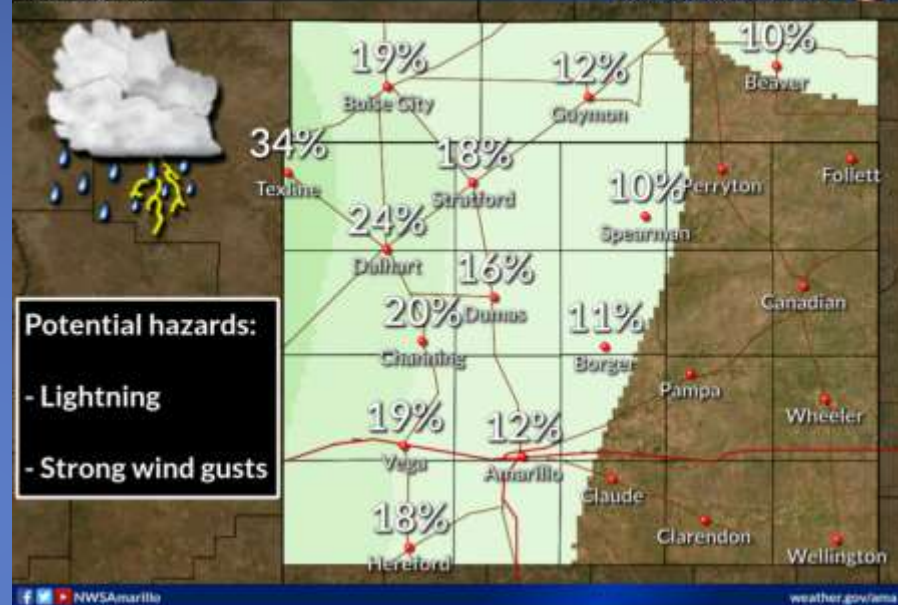 10%
19%
Beaver
12%
Boise City
Guymon
34%
18%
Texline
Perryton
Follett
10%
Stratford
24%
Spearman
Dalhart
16%
Canadian
20%
Dumas
11%
Potential hazards:
Channing
Borger
- Lightning
Pampa
Wheeler
19%
12%
- Strong wind gusts
Vega
Amarillo
Claude
18%
Clarendon
Hereford
Wellington
NWSAmarillo
weather.gov/ama